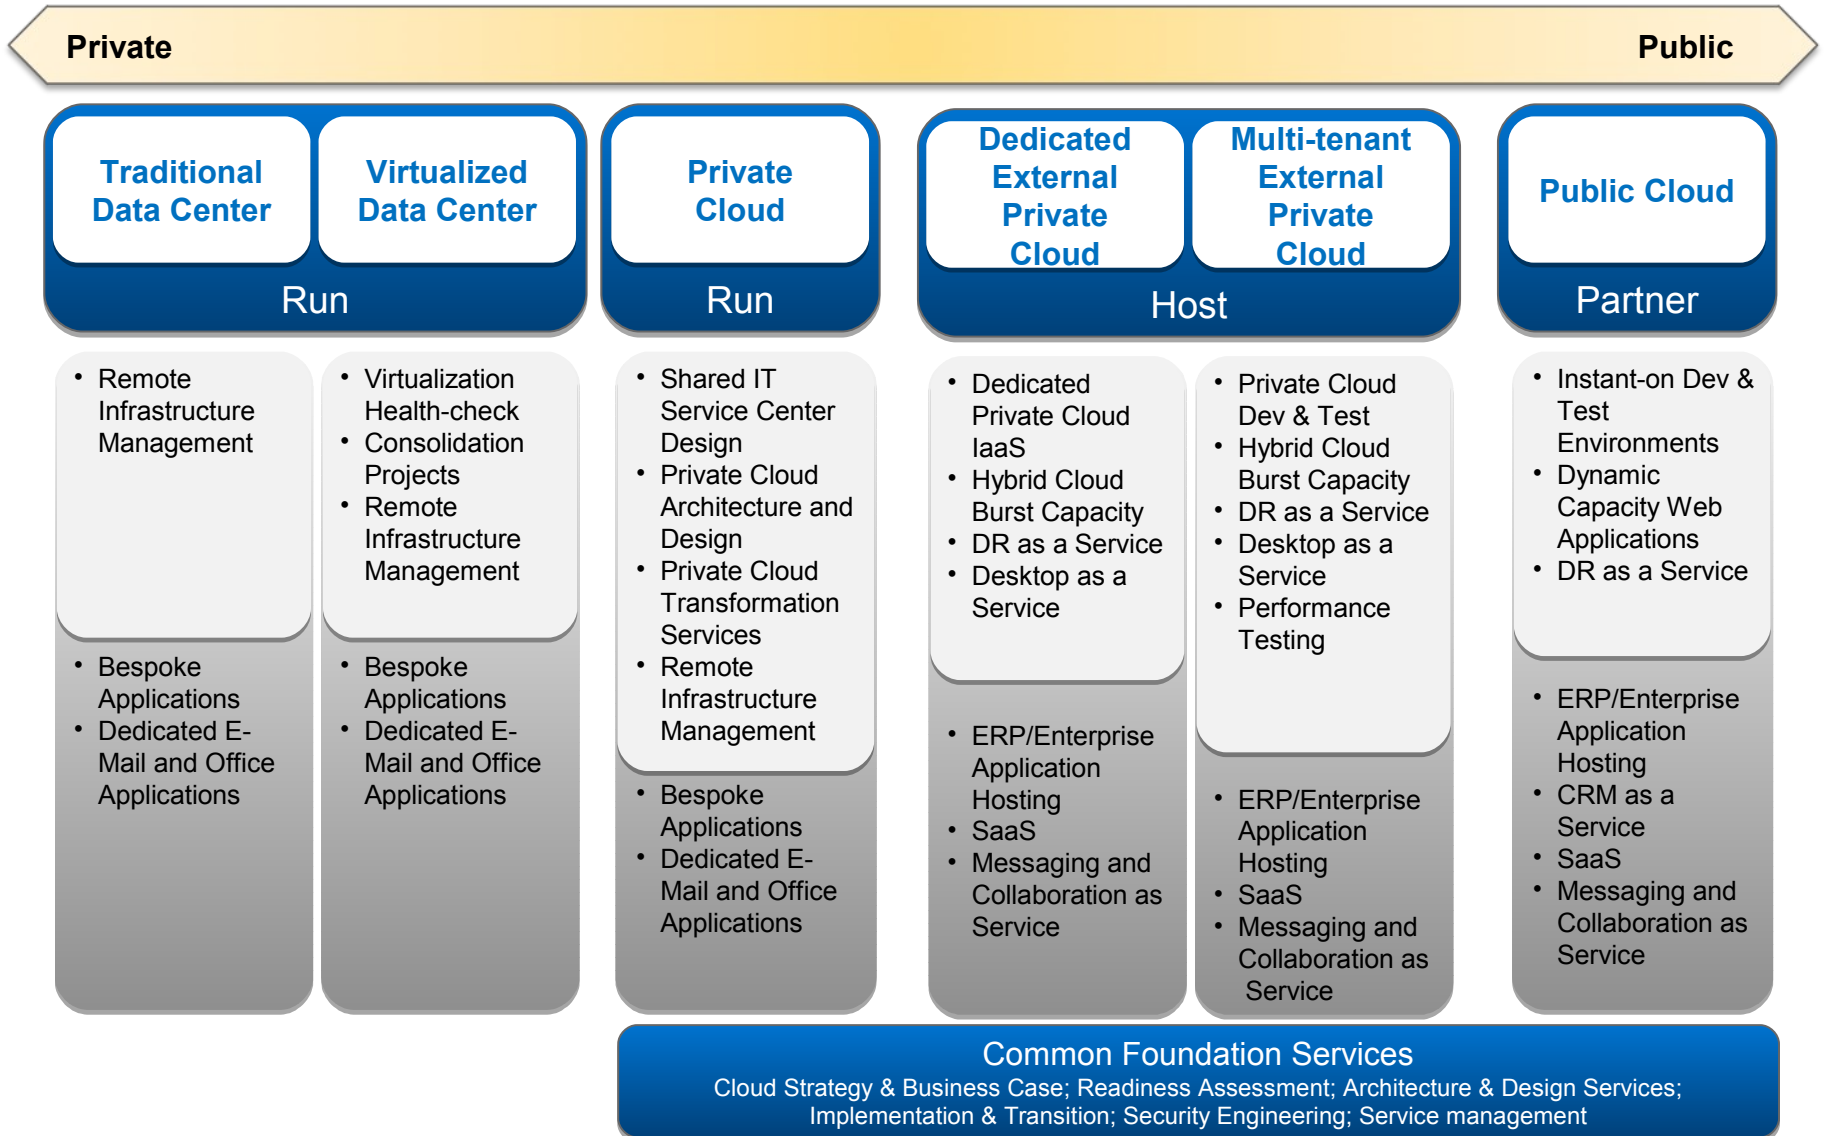 Private
Public
Traditional
Data Center
Virtualized
Data Center
Run
Private
Cloud
Run
Dedicated
External
Private
Cloud
Multi-tenant
External
Private
Cloud
Host
Public Cloud
Partner
• Remote
Infrastructure
Management
• Bespoke
Applications
• Dedicated E-
Mail and Office
Applications
• Virtualization
Health-check
• Consolidation
Projects
• Remote
Infrastructure
Management
• Bespoke
Applications
• Dedicated E-
Mail and Office
Applications
• Shared IT
Service Center
Design
• Private Cloud
Architecture and
Design
• Private Cloud
Transformation
Services
• Remote
Infrastructure
Management
• Bespoke
Applications
• Dedicated E-
Mail and Office
Applications
• Dedicated
Private Cloud
IaaS
• Hybrid Cloud
Burst Capacity
• DR as a Service
• Desktop as a
Service
• ERP/Enterprise
Application
Hosting
• SaaS
• Messaging and
Collaboration as
Service
• Private Cloud
Dev & Test
• Hybrid Cloud
Burst Capacity
• DR as a Service
• Desktop as a
Service
• Performance
Testing
• ERP/Enterprise
Application
Hosting
• SaaS
• Messaging and
Collaboration as
Service
• Instant-on Dev &
Test
Environments
• Dynamic
Capacity Web
Applications
• DR as a Service
• ERP/Enterprise
Application
Hosting
• CRM as a
Service
• SaaS
• Messaging and
Collaboration as
Service
Common Foundation Services
Cloud Strategy & Business Case; Readiness Assessment; Architecture & Design Services;
Implementation & Transition; Security Engineering; Service management